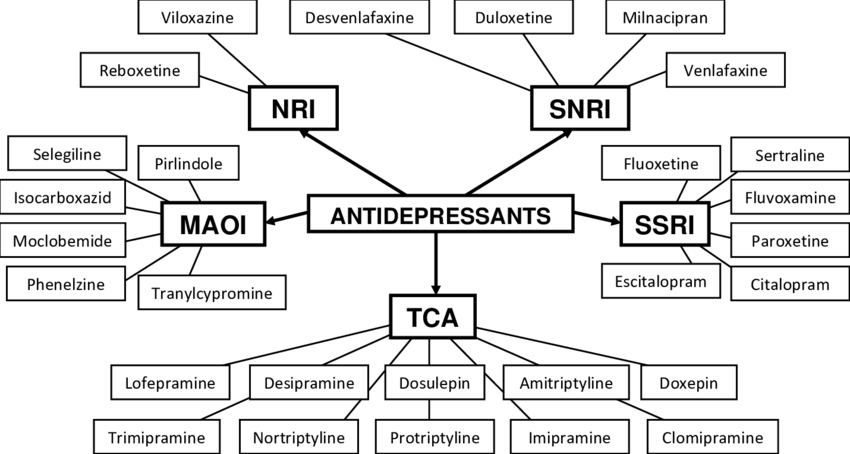 Viloxazine
Desvenlafaxine
Duloxetine
Milnacipran
Reboxetine
Venlafaxine
NRI
SNRI
Selegiline
Pirlindole
Fluoxetine
Sertraline
Isocarboxazid
Fluvoxamine
MAOI
ANTIDEPRESSANTS
SSRI
Moclobemide
Paroxetine
Phenelzine
Tranylcypromine
Escitalopram
Citalopram
TCA
Lofepramine
Desipramine
Dosulepin
Amitriptyline
Doxepin
Trimipramine
Nortriptyline
Protriptyline
Imipramine
Clomipramine